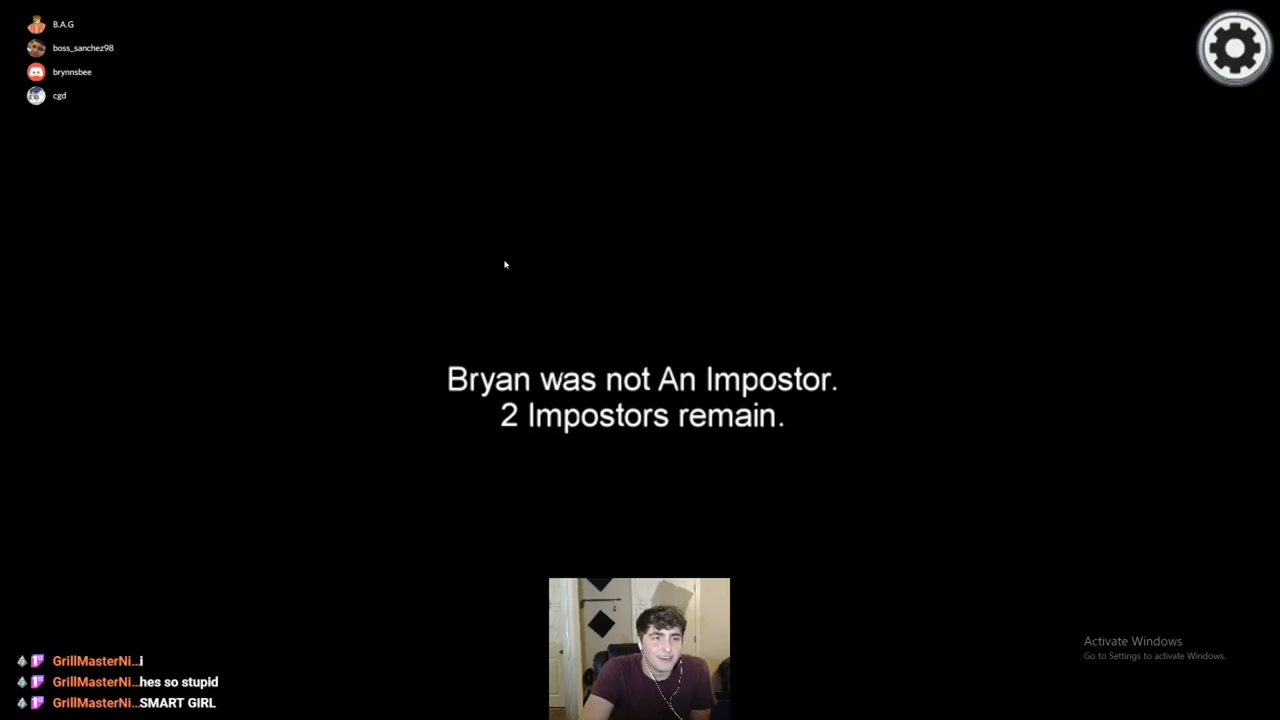 B.A.G
boss_sanchez98
brynnsbee
cgd
Bryan was not An Impostor.
2 Impostors remain.
Activate Windows
Go to Settings to activate Windows.
GrillMasterNi...i
GrillMasterNi...hes so stupid
GrillMasterNi...SMART GIRL